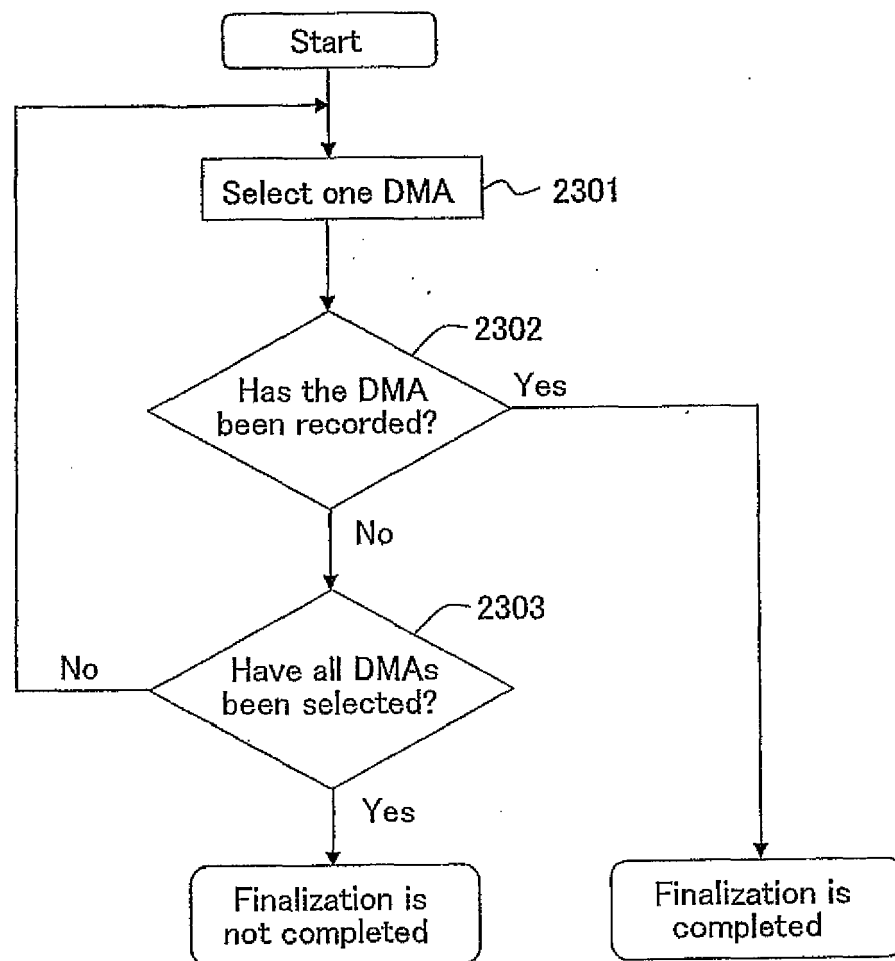 Start
Select one DMA
2301
2302
Has the DMA
been recorded?
Yes
No
2303
No
Have all DMAs
been selected?
Yes
Finalization is
not completed
Finalization is
completed